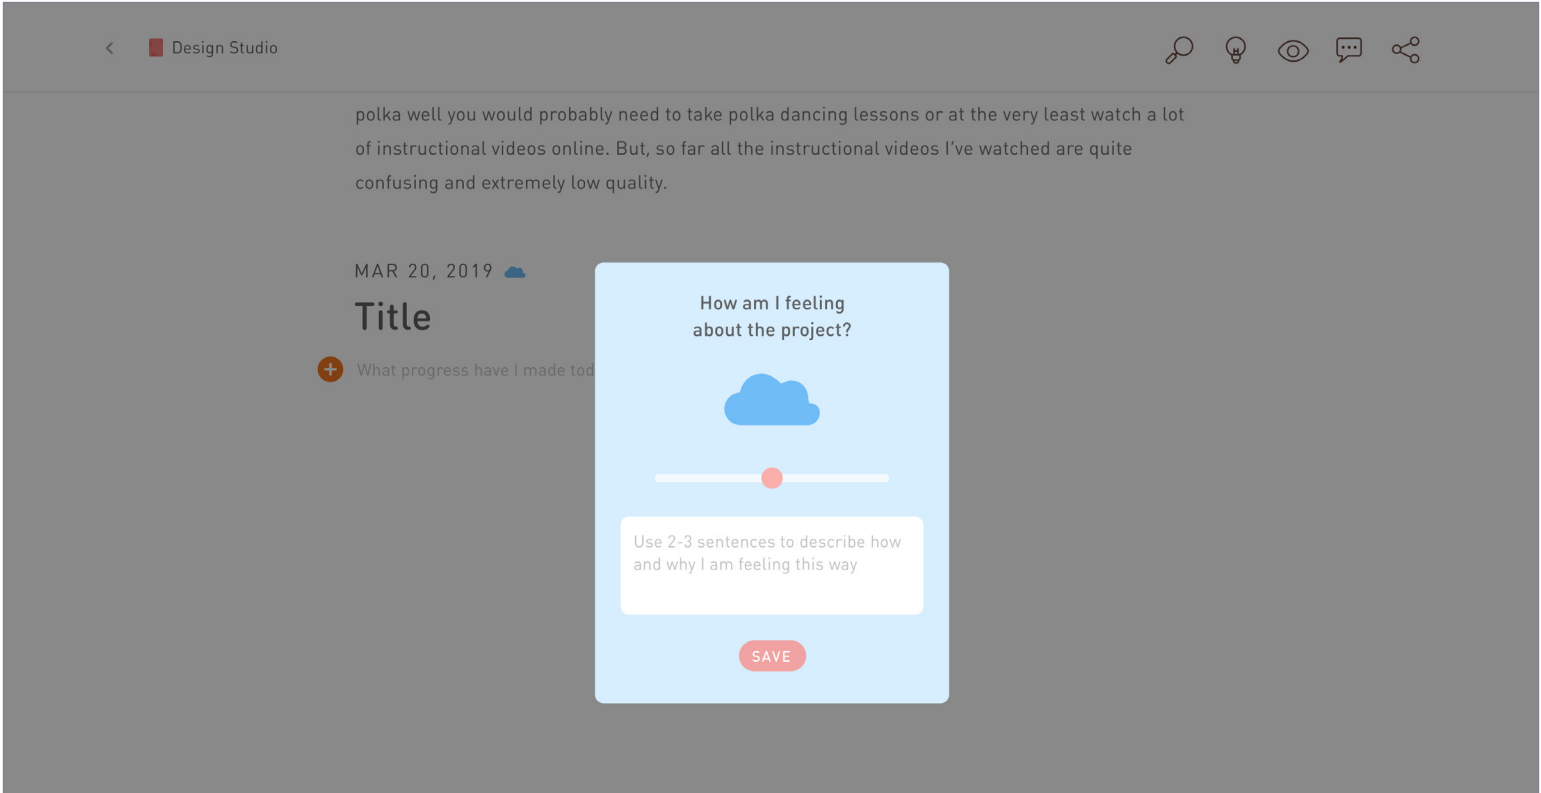 Design Studio
polka well you would probably need to take polka dancing lessons or at the very least watch a lot
of instructional videos online. But, so far all the instructional videos I've watched are quite
confusing and extremely low quality.
MAR 20, 2019
Title
What progress have I made tod
How am I feeling
about the project?
Use 2-3 sentences to describe how
and why I am feeling this way
SAVE